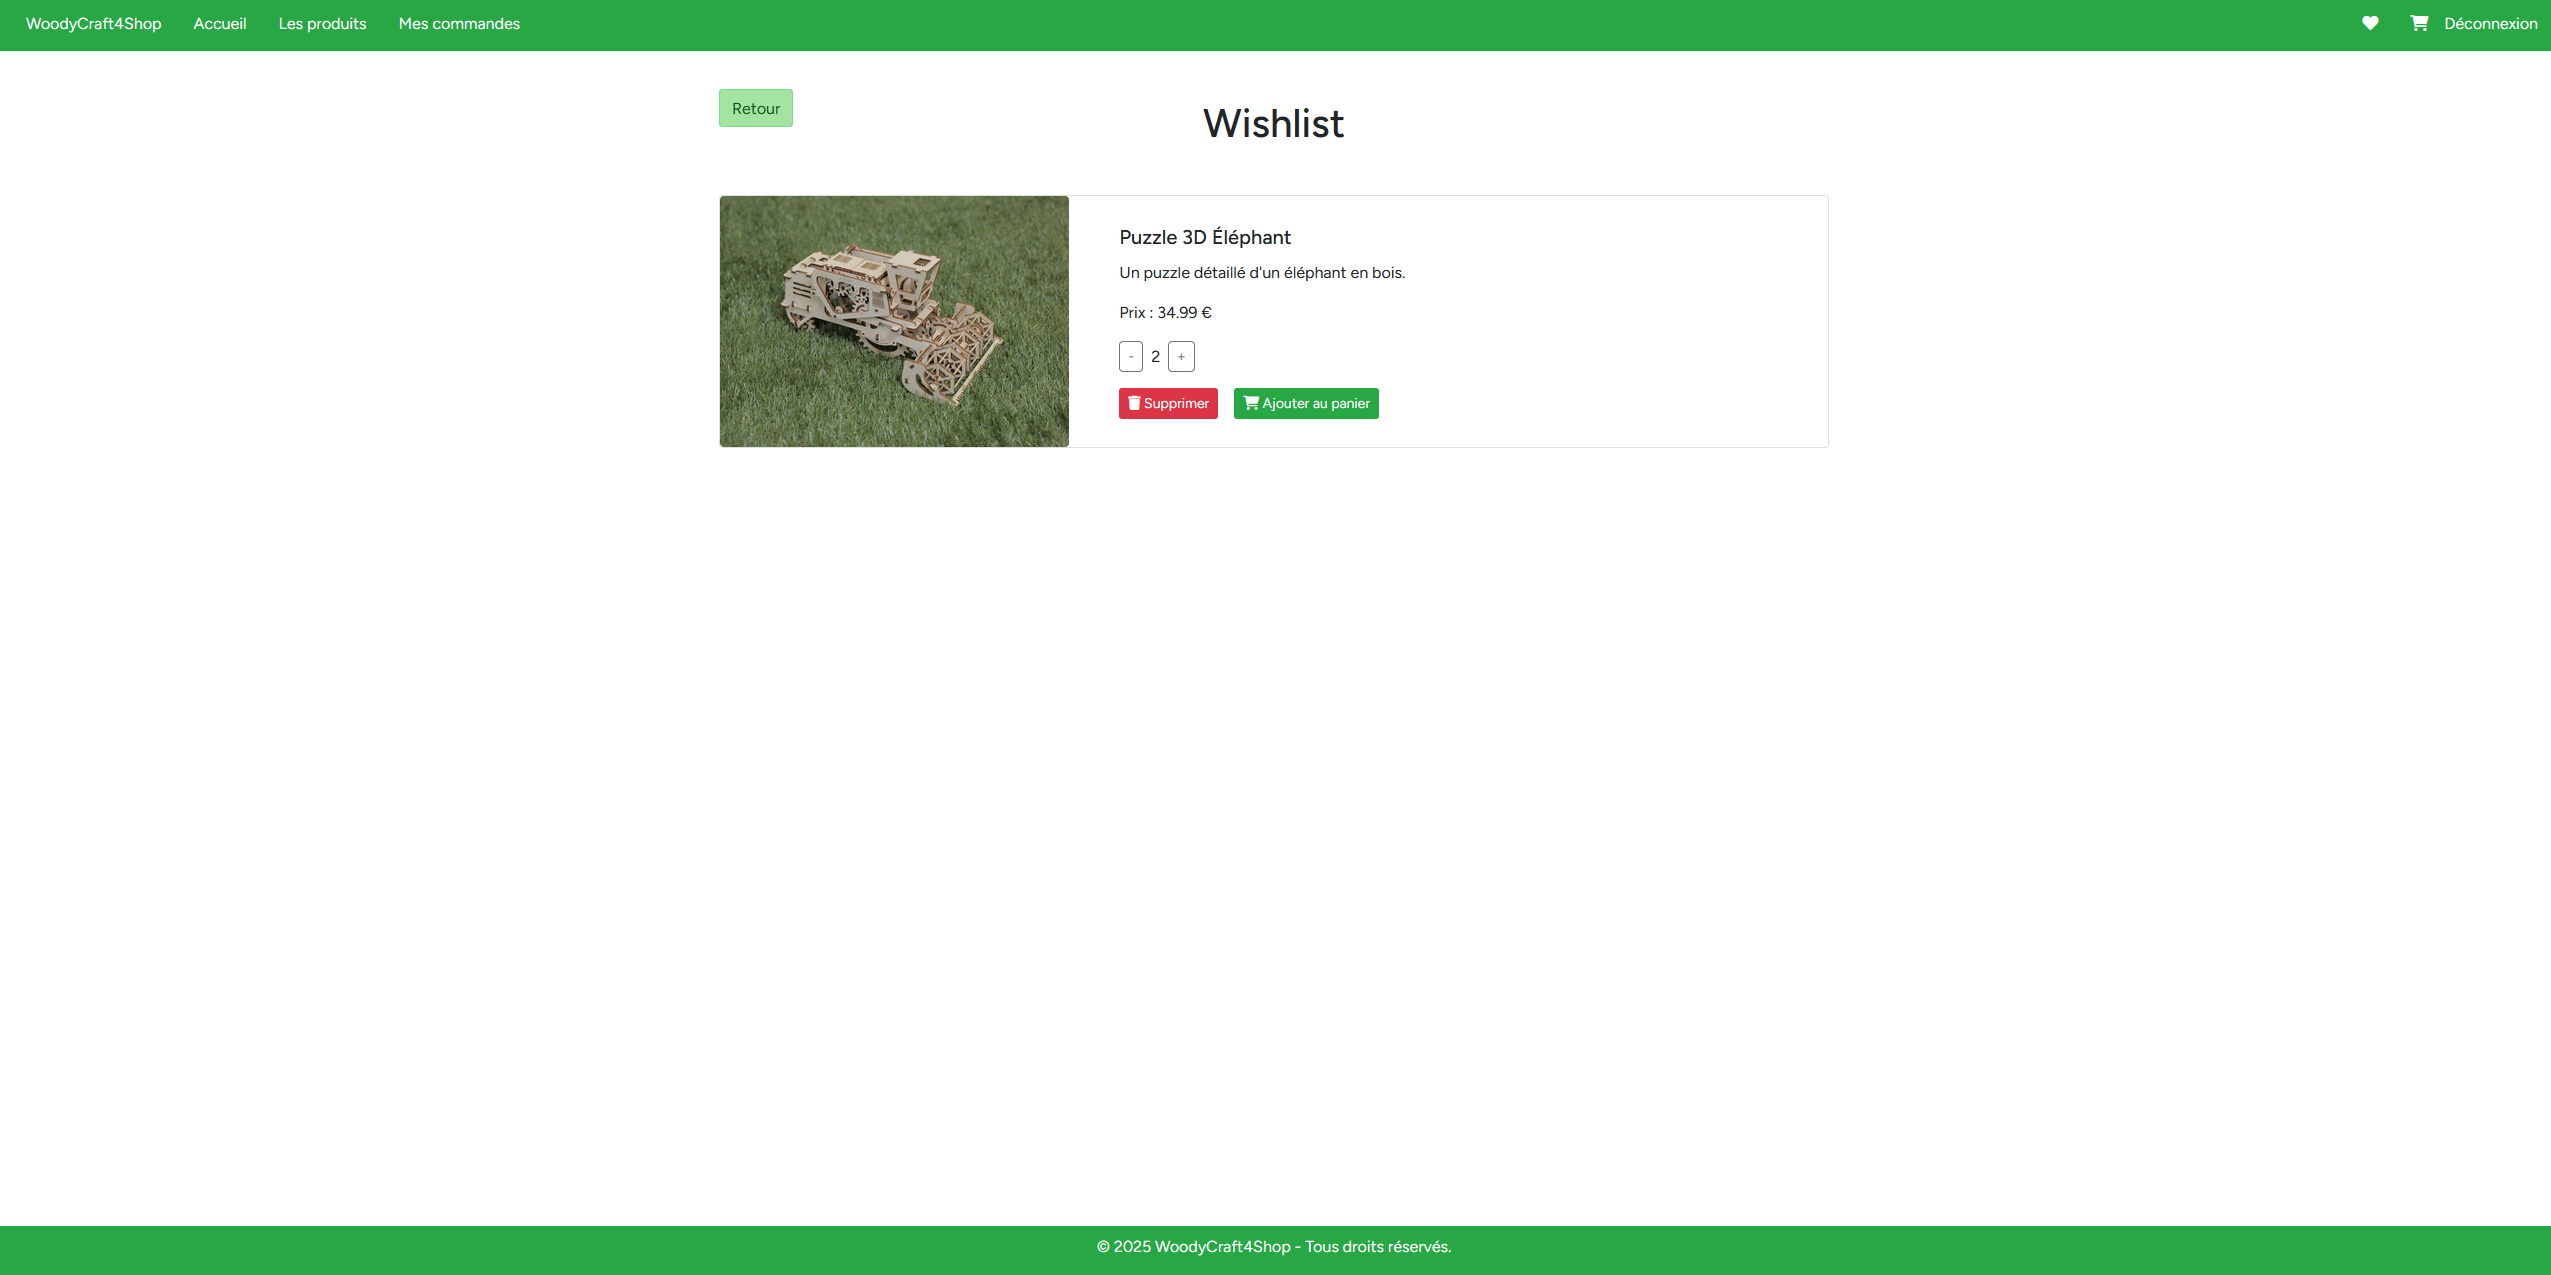 WoodyCraft4Shop Accueil Les produits Mes commandes Déconnexion
Retour
Wishlist
Puzzle 3D Éléphant
Un puzzle détaillé d'un éléphant en bois.
Prix : 34.99 €
- 2 +
Supprimer Ajouter au panier
© 2025 WoodyCraft4Shop - Tous droits réservés.